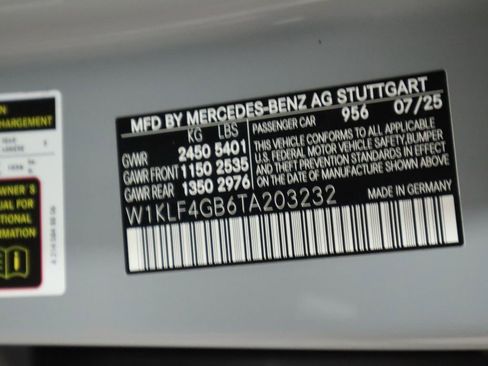 MFD BY MERCEDES-BENZ AG STUTTGART
KG LBS
GVWR 2450 5401
GAWR FRONT 1150 2535
GAWR REAR 1350 2976
PASSENGER CAR 956 07/25
THIS VEHICLE CONFORMS TO ALL APPLICABLE
U.S. FEDERAL MOTOR VEHICLE SAFETY,BUMPER
AND THEFT PREVENTION STANDARDS IN EFFECT
ON THE DATE OF MANUFACTURE SHOWN ABOVE
W1KLF4GB6TA203232
MADE IN GERMANY